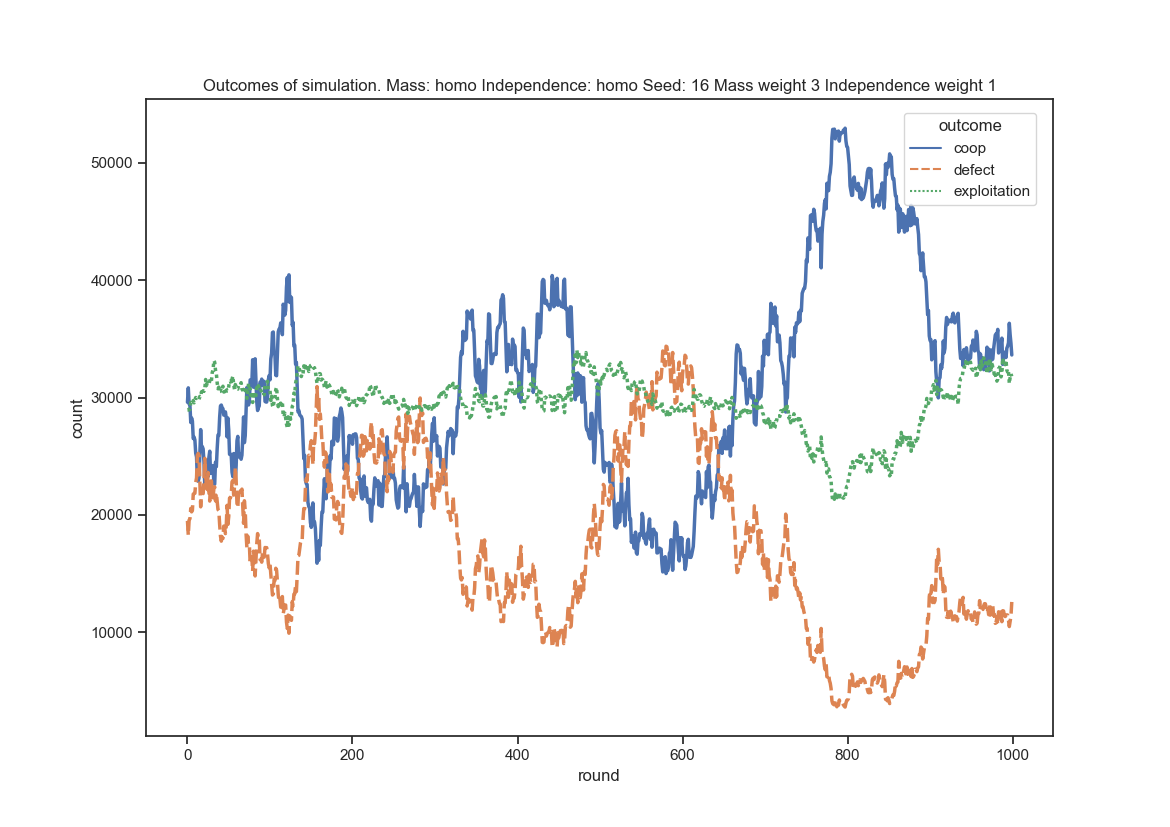 Outcomes of simulation. Mass: homo Independence: homo Seed: 16 Mass weight 3 Independence weight 1
outcome
coop
defect
exploitation
50000
40000
30000
20000
10000
count
0 200 400 600 800 1000
round